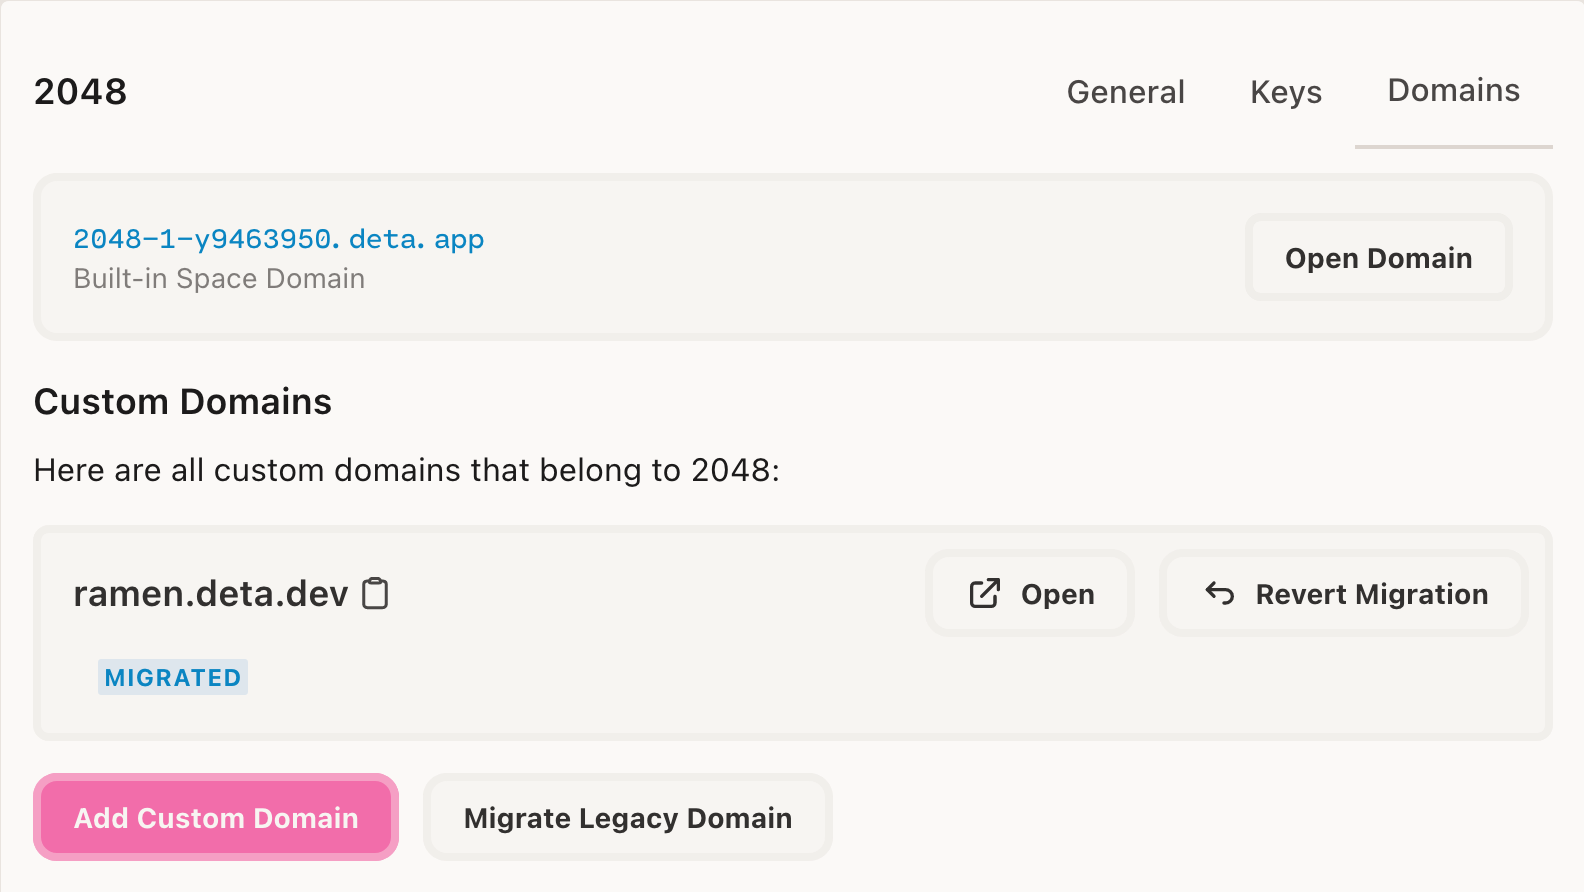 2048
General Keys Domains
2048-1-y9463950.deta.app
Built-in Space Domain
Open Domain
Custom Domains
Here are all custom domains that belong to 2048:
ramen.deta.dev
Open
Revert Migration
MIGRATED
Add Custom Domain
Migrate Legacy Domain